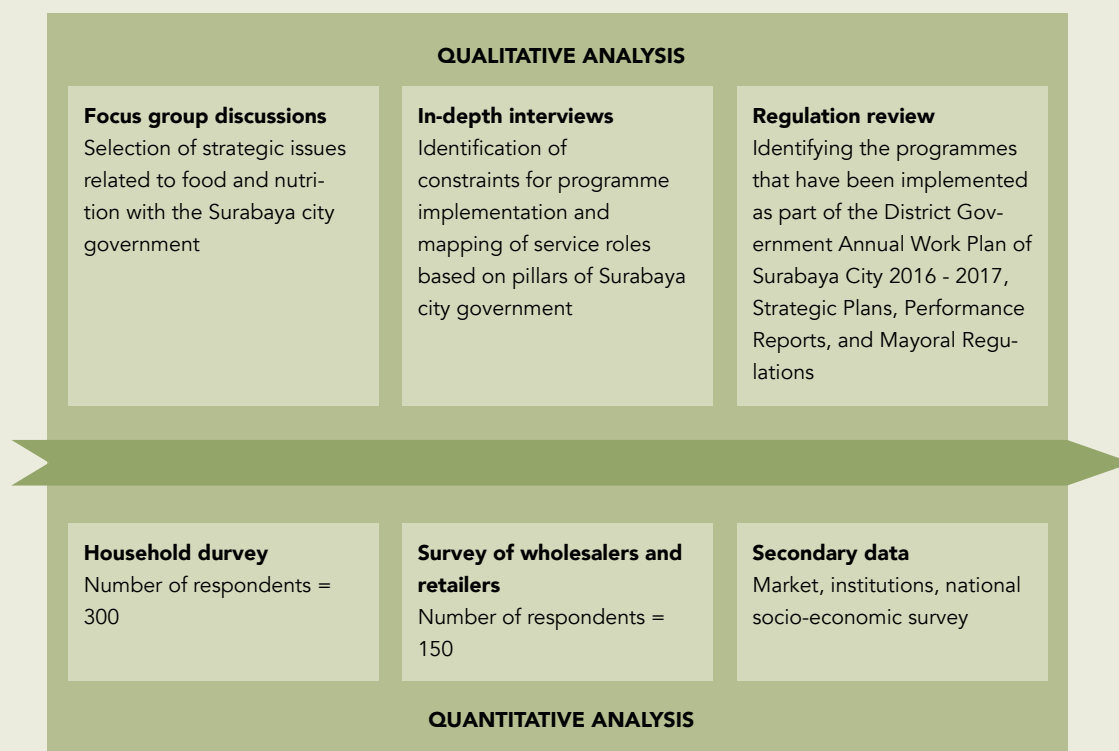 QUALITATIVE ANALYSIS
Focus group discussions
Selection of strategic issues
related to food and nutri-
tion with the Surabaya city
government
In-depth interviews
Identification of
constraints for programme
implementation and
mapping of service roles
based on pillars of Surabaya
city government
Regulation review
Identifying the programmes
that have been implemented
as part of the District Gov-
ernment Annual Work Plan of
Surabaya City 2016 - 2017,
Strategic Plans, Performance
Reports, and Mayoral Regu-
lations
Household durvey
Number of respondents =
300
Survey of wholesalers and
retailers
Number of respondents =
150
Secondary data
Market, institutions, national
socio-economic survey
QUANTITATIVE ANALYSIS